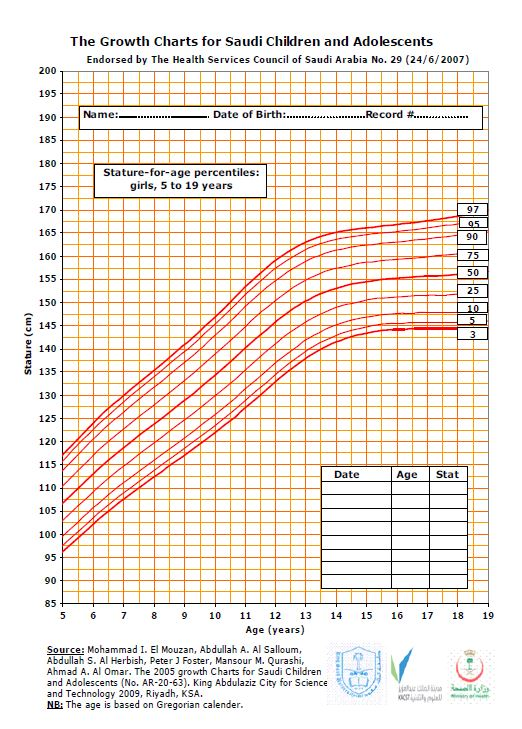 The Growth Charts for Saudi Children and Adolescents
Endorsed by The Health Services Council of Saudi Arabia No. 29 (24/6/2007)
200
195
190
Name: Date of Birth: Record #
185
180
Stature-for-age percentiles:
girls, 5 to 19 years
175
170
97
165
95
90
160
75
155
50
150
25
145
10
5
3
140
135
130
125
120
115
110
105
100
95
90
85
Stature (cm)
Date Age Stat
5 6 7 8 9 10 11 12 13 14 15 16 17 18 19
Age (years)
Source: Mohammad I. El Mouzan, Abdullah A. Al Salloum,
Abdullah S. Al Herbish, Peter J Foster, Mansour M. Qurashi,
Ahmad A. Al Omar. The 2005 growth Charts for Saudi Children
and Adolescents (No. AR-20-63). King Abdulaziz City for Science
and Technology 2009, Riyadh, KSA.
NB: The age is based on Gregorian calender.
مدينة الملك عبدالعزيز
للعلوم والتقنية KACST
وزارة الصحة
Ministry of Health